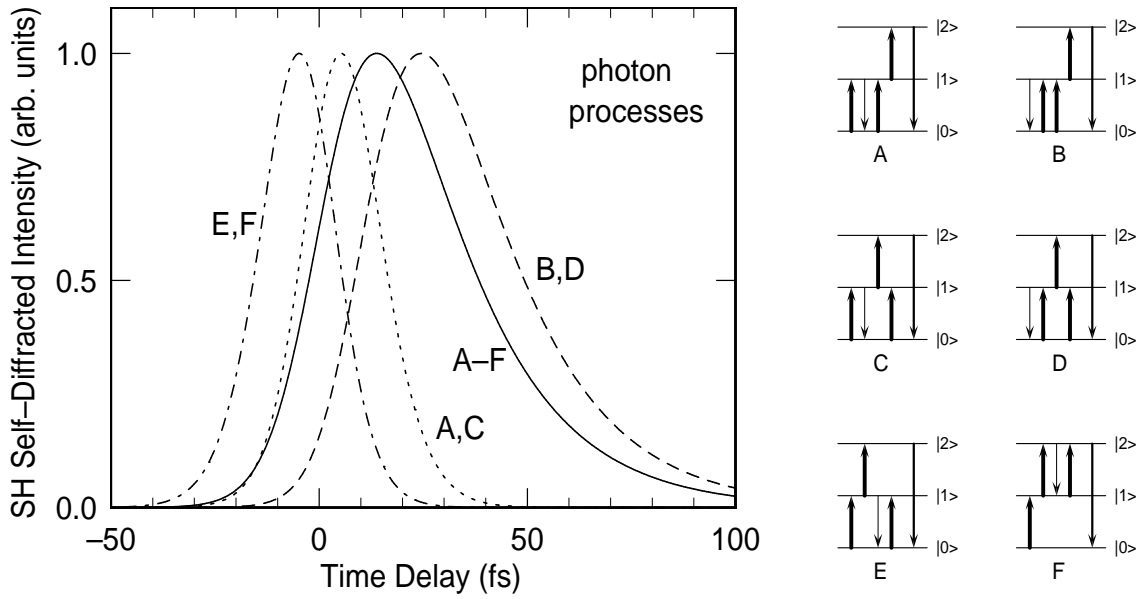 SH Self–Diffracted Intensity (arb. units)
1.0
0.5
0.0
–50
0
50
100
Time Delay (fs)
photon
processes
E,F
B,D
A–F
A,C
|2>
|1>
|0>
A
|2>
|1>
|0>
B
|2>
|1>
|0>
C
|2>
|1>
|0>
D
|2>
|1>
|0>
E
|2>
|1>
|0>
F